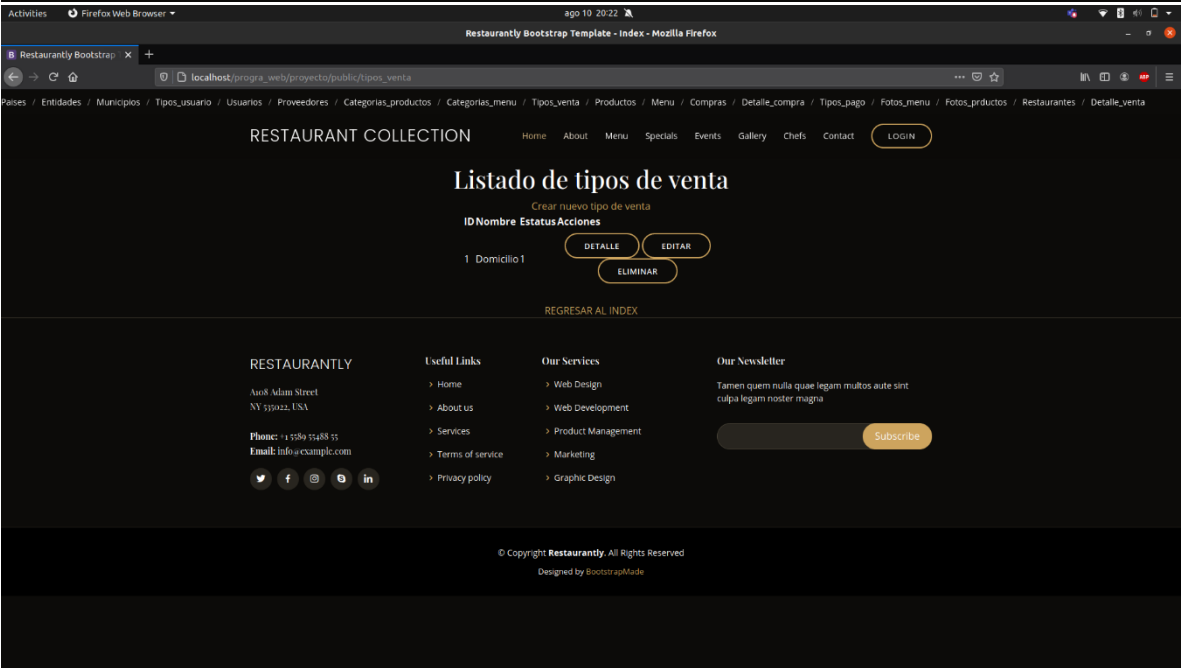 Activities Firefox Web Browser ago 10 20:22
Restaurantly Bootstrap Template - Index - Mozilla Firefox
B Restaurantly Bootstrap T
localhost/progra_web/proyecto/public/tipos_venta ABP
Paises / Entidades / Municipios / Tipos_usuario / Usuarios / Proveedores / Categorias_productos / Categorias_menu / Tipos_venta / Productos / Menu / Compras / Detalle_compra / Tipos_pago / Fotos_menu / Fotos_prductos / Restaurantes / Detalle_venta
RESTAURANT COLLECTION Home About Menu Specials Events Gallery Chefs Contact LOGIN
Listado de tipos de venta
Crear nuevo tipo de venta
ID Nombre Estatus Acciones
DETALLE EDITAR
1 Domicilio 1
ELIMINAR
REGRESAR AL INDEX
RESTAURANTLY
A108 Adam Street
NY 535022, USA
Phone: +1 5589 55488 55
Email: info@example.com
Useful Links
Home
About us
Services
Terms of service
Privacy policy
Our Services
Web Design
Web Development
Product Management
Marketing
Graphic Design
Our Newsletter
Tamen quem nulla quae legam multos aute sint
culpa legam noster magna
Subscribe
© Copyright Restaurantly. All Rights Reserved
Designed by BootstrapMade